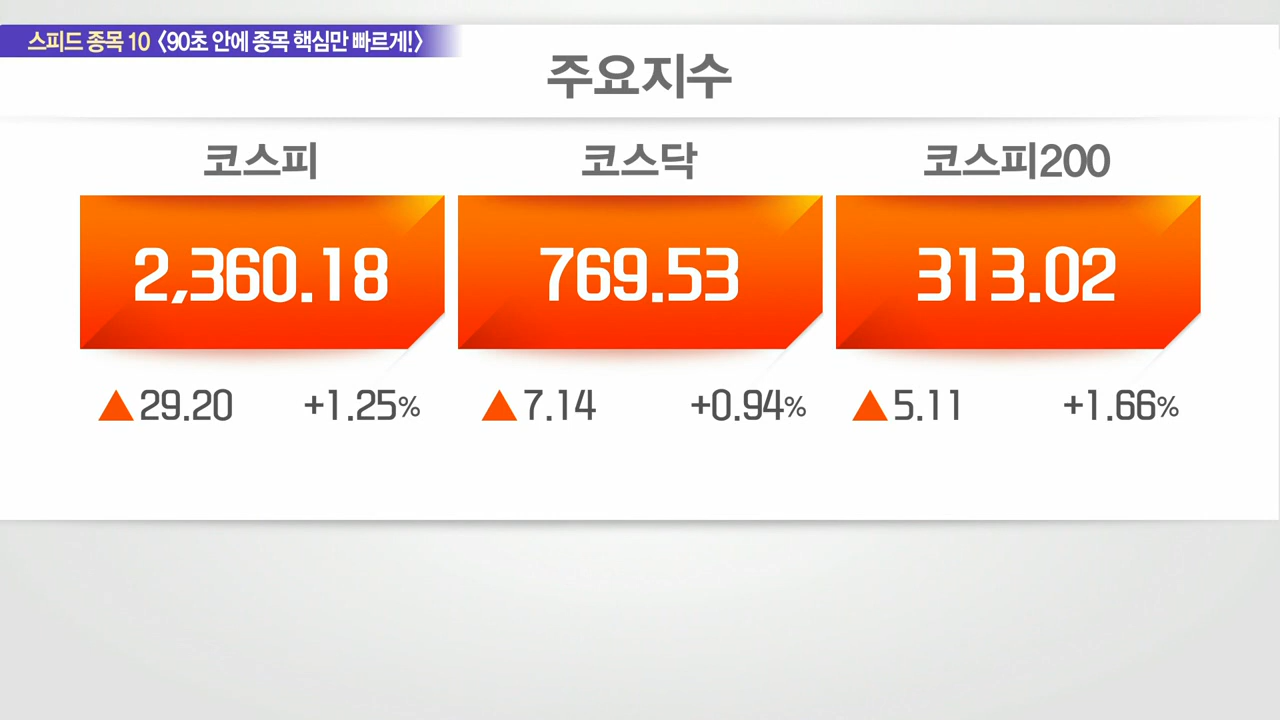 스피드 종목 10 〈90초 안에 종목 핵심만 빠르게!〉
주요지수
코스피 코스닥 코스피200
2,360.18 769.53 313.02
▲29.20 +1.25% ▲7.14 +0.94% ▲5.11 +1.66%